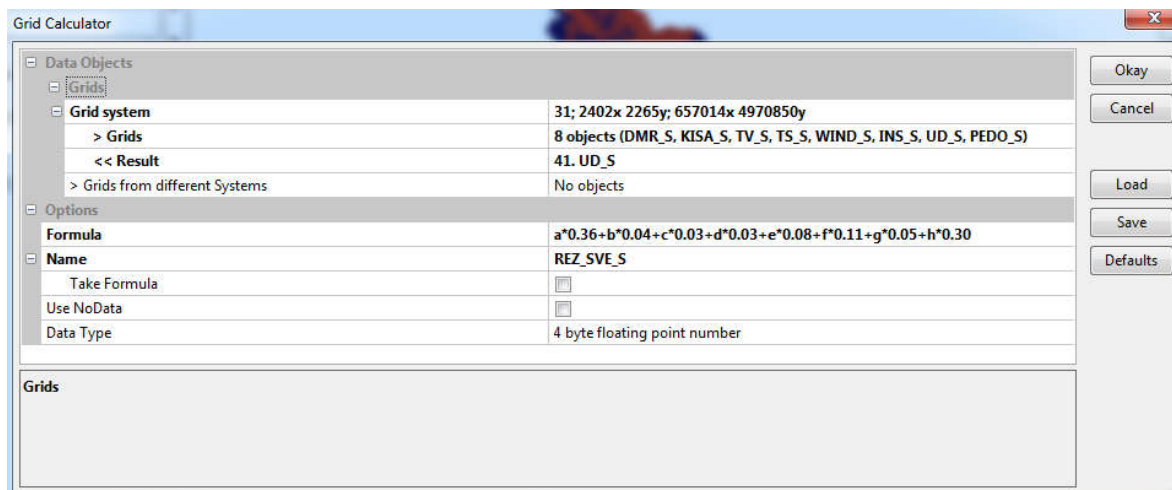 Grid Calculator
Data Objects
Grids
Grid system 31; 2402x 2265y; 657014x 4970850y
> Grids 8 objects (DMR_S, KISA_S, TV_S, TS_S, WIND_S, INS_S, UD_S, PEDO_S)
<< Result 41. UD_S
> Grids from different Systems No objects
Options
Formula a*0.36+b*0.04+c*0.03+d*0.03+e*0.08+f*0.11+g*0.05+h*0.30
Name REZ_SVE_S
Take Formula
Use NoData
Data Type 4 byte floating point number
Grids
Okay
Cancel
Load
Save
Defaults